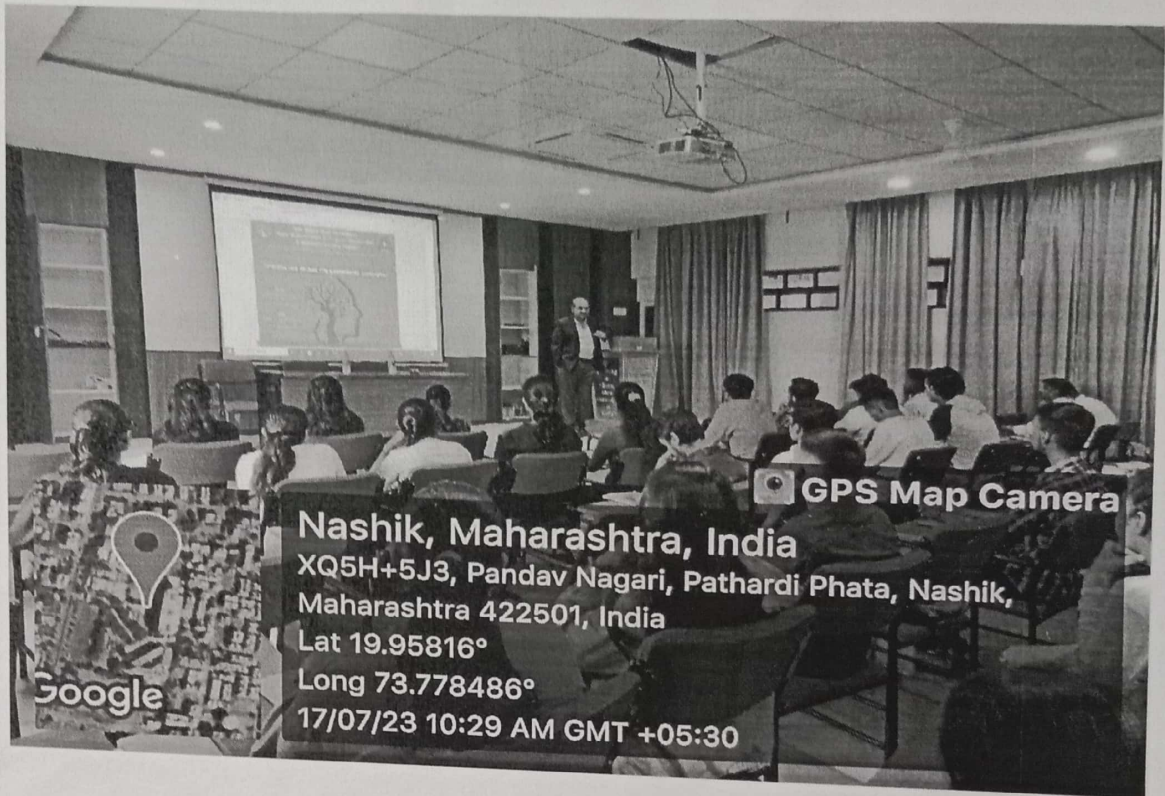 GPS Map Camera
Nashik, Maharashtra, India
XQ5H+5J3, Pandav Nagari, Pathardi Phata, Nashik,
Maharashtra 422501, India
Lat 19.95816°
Long 73.778486°
17/07/23 10:29 AM GMT +05:30
Google